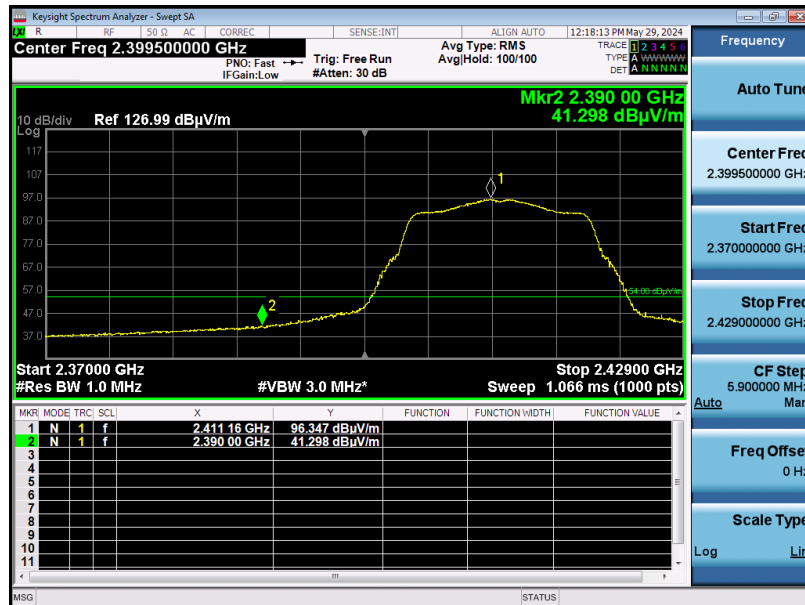 Keysight Spectrum Analyzer - Swept SA
LXI R RF 50 Ω AC CORREC SENSE:INT ALIGN AUTO 12:18:13 PM May 29, 2024
Center Freq 2.399500000 GHz
PNO: Fast
IFGain:Low
Trig: Free Run
#Atten: 30 dB
Avg Type: RMS
Avg|Hold: 100/100
TRACE 1 2 3 4 5 6
TYPE A WWWWW
DET A N N N N N
Mkr2 2.390 00 GHz
41.298 dBµV/m
10 dB/div Ref 126.99 dBµV/m
Log
117
107
97.0
87.0
77.0
67.0
57.0
47.0
37.0
1
2
54.00 dBµV/m
Start 2.37000 GHz Stop 2.42900 GHz
#Res BW 1.0 MHz #VBW 3.0 MHz* Sweep 1.066 ms (1000 pts)
MKR MODE TRC SCL X Y FUNCTION FUNCTION WIDTH FUNCTION VALUE
1 N 1 f 2.411 16 GHz 96.347 dBµV/m
2 N 1 f 2.390 00 GHz 41.298 dBµV/m
3
4
5
6
7
8
9
10
11
MSG STATUS
Frequency
Auto Tune
Center Freq
2.399500000 GHz
Start Freq
2.370000000 GHz
Stop Freq
2.429000000 GHz
CF Step
5.900000 MHz
Auto Man
Freq Offset
0 Hz
Scale Type
Log Lin